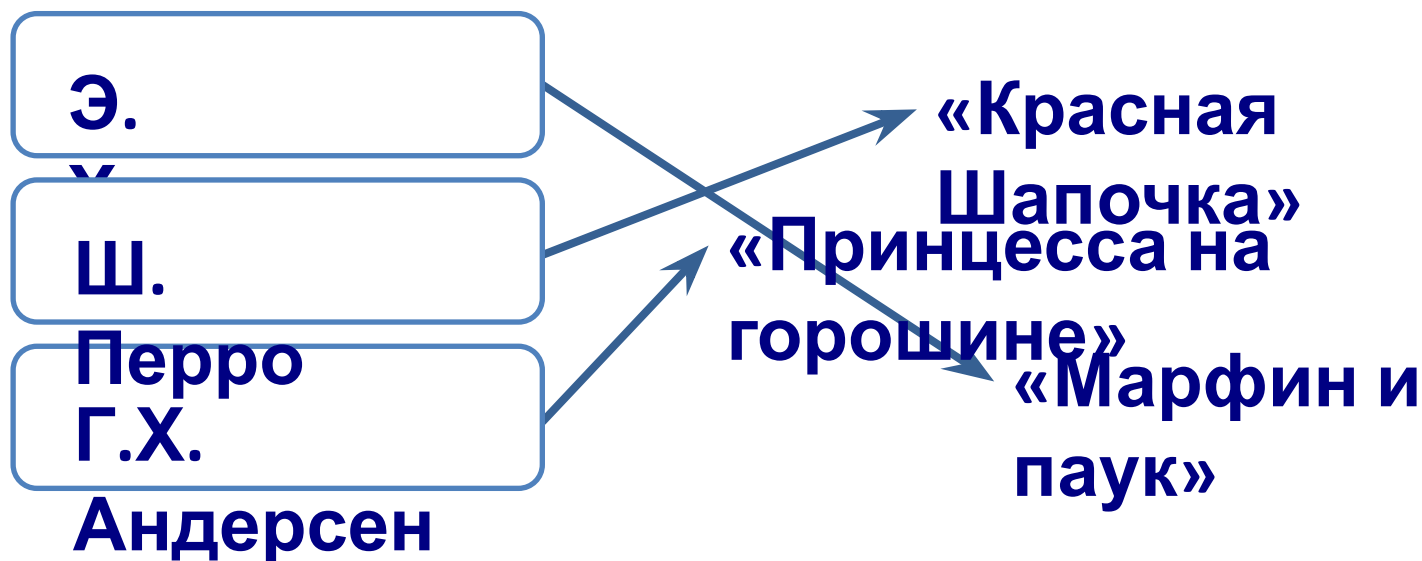 Э.
Ш.
Перро
Г.Х.
Андерсен
«Красная
Шапочка»
«Принцесса на
горошине»
«Марфин и
паук»